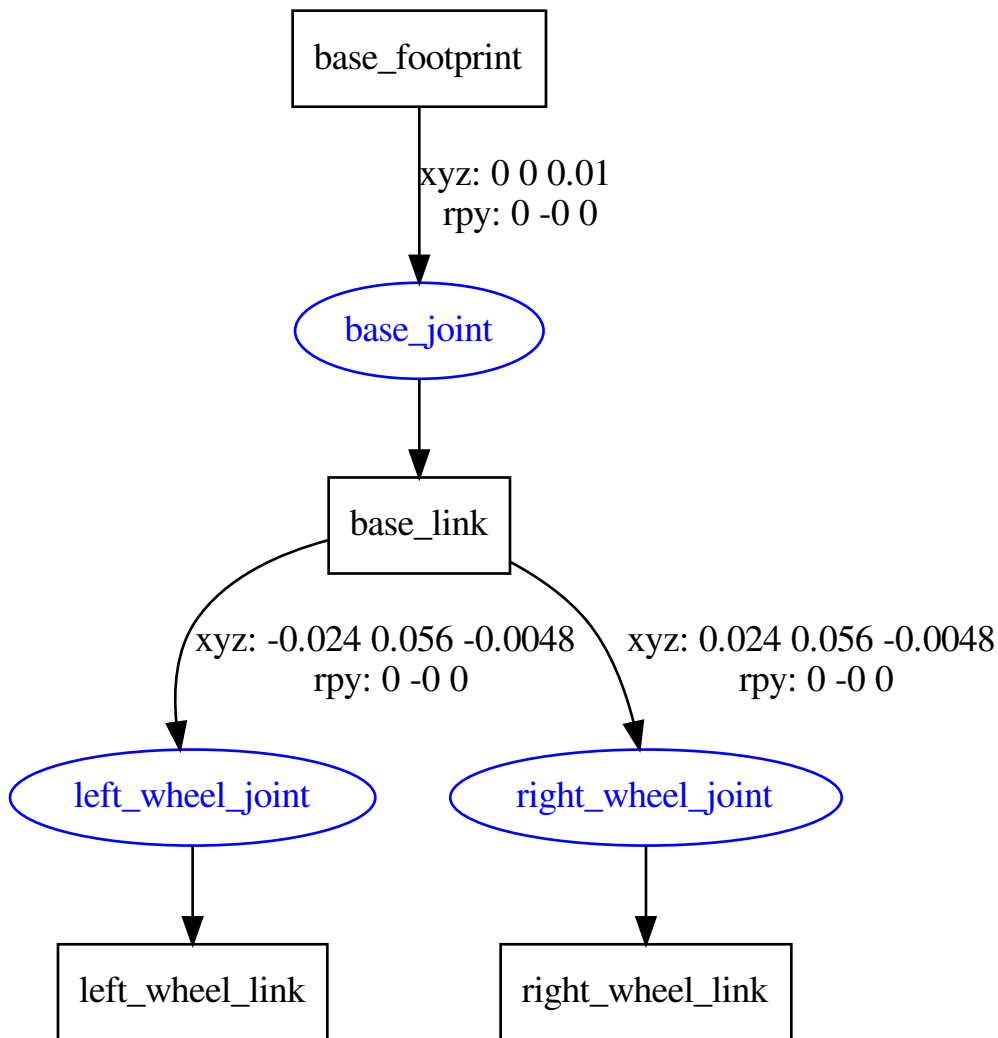 base_footprint
xyz: 0 0 0.01
rpy: 0 -0 0
base_joint
base_link
xyz: -0.024 0.056 -0.0048
rpy: 0 -0 0
xyz: 0.024 0.056 -0.0048
rpy: 0 -0 0
left_wheel_joint
right_wheel_joint
left_wheel_link
right_wheel_link